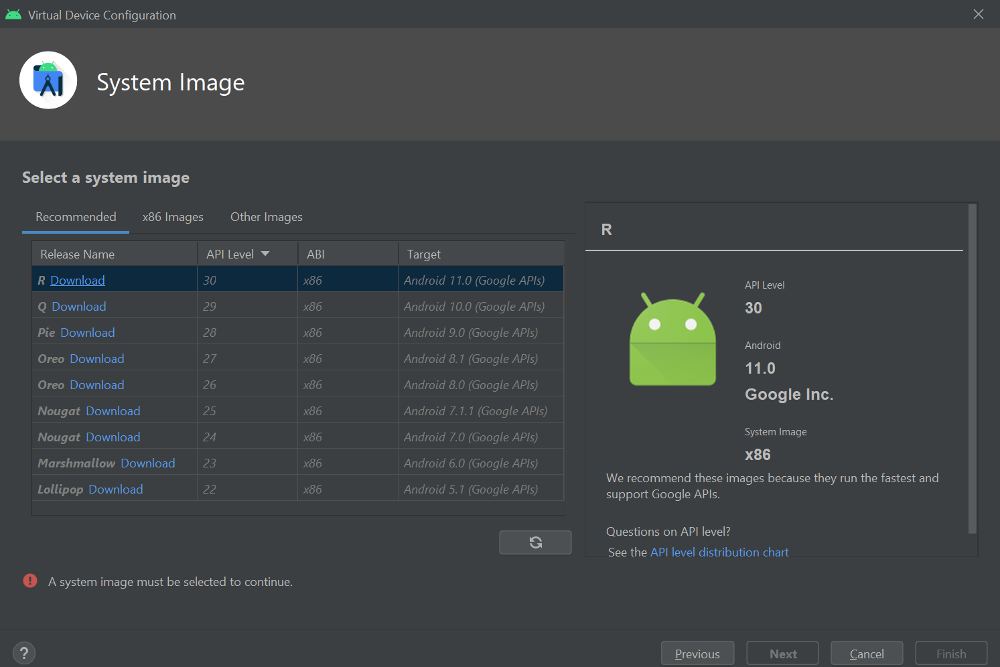 Virtual Device Configuration
System Image
Select a system image
Recommended x86 Images Other Images
Release Name API Level ABI Target
R Download 30 x86 Android 11.0 (Google APIs)
Q Download 29 x86 Android 10.0 (Google APIs)
Pie Download 28 x86 Android 9.0 (Google APIs)
Oreo Download 27 x86 Android 8.1 (Google APIs)
Oreo Download 26 x86 Android 8.0 (Google APIs)
Nougat Download 25 x86 Android 7.1.1 (Google APIs)
Nougat Download 24 x86 Android 7.0 (Google APIs)
Marshmallow Download 23 x86 Android 6.0 (Google APIs)
Lollipop Download 22 x86 Android 5.1 (Google APIs)
R
API Level
30
Android
11.0
Google Inc.
System Image
x86
We recommend these images because they run the fastest and
support Google APIs.
Questions on API level?
See the API level distribution chart
! A system image must be selected to continue.
? Previous Next Cancel Finish